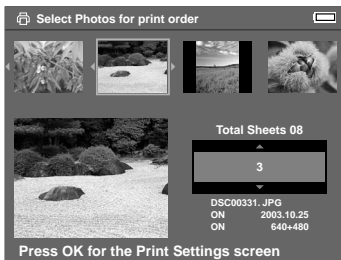 Select Photos for print order
Total Sheets 08
3
DSC00331. JPG
ON 2003.10.25
ON 640+480
Press OK for the Print Settings screen